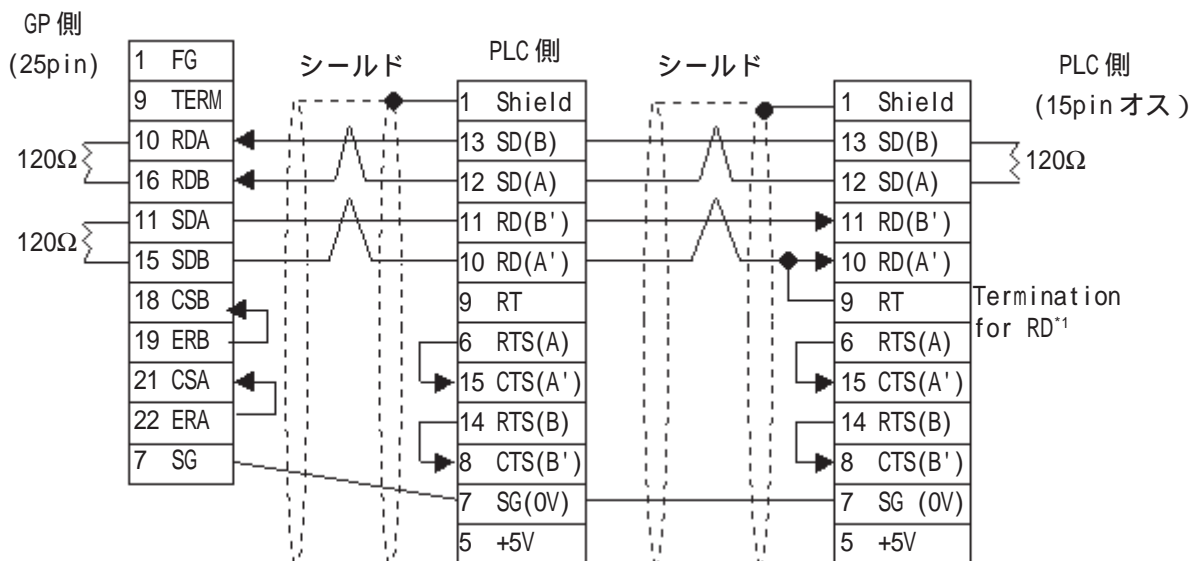 GP 側
(25pin)
1 FG
9 TERM
10 RDA
16 RDB
11 SDA
15 SDB
18 CSB
19 ERB
21 CSA
22 ERA
7 SG
120Ω
120Ω
シールド
PLC 側
1 Shield
13 SD(B)
12 SD(A)
11 RD(B')
10 RD(A')
9 RT
6 RTS(A)
15 CTS(A')
14 RTS(B)
8 CTS(B')
7 SG(0V)
5 +5V
シールド
PLC 側
(15pin オス )
1 Shield
13 SD(B)
12 SD(A)
11 RD(B')
10 RD(A')
9 RT
6 RTS(A)
15 CTS(A')
14 RTS(B)
8 CTS(B')
7 SG (0V)
5 +5V
120Ω
Termination
for RD*1